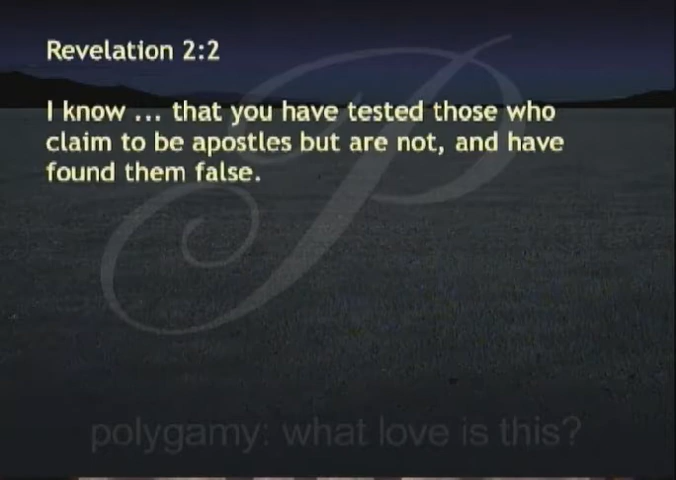 Revelation 2:2
I know ... that you have tested those who
claim to be apostles but are not, and have
found them false.
P
polygamy: what love is this?